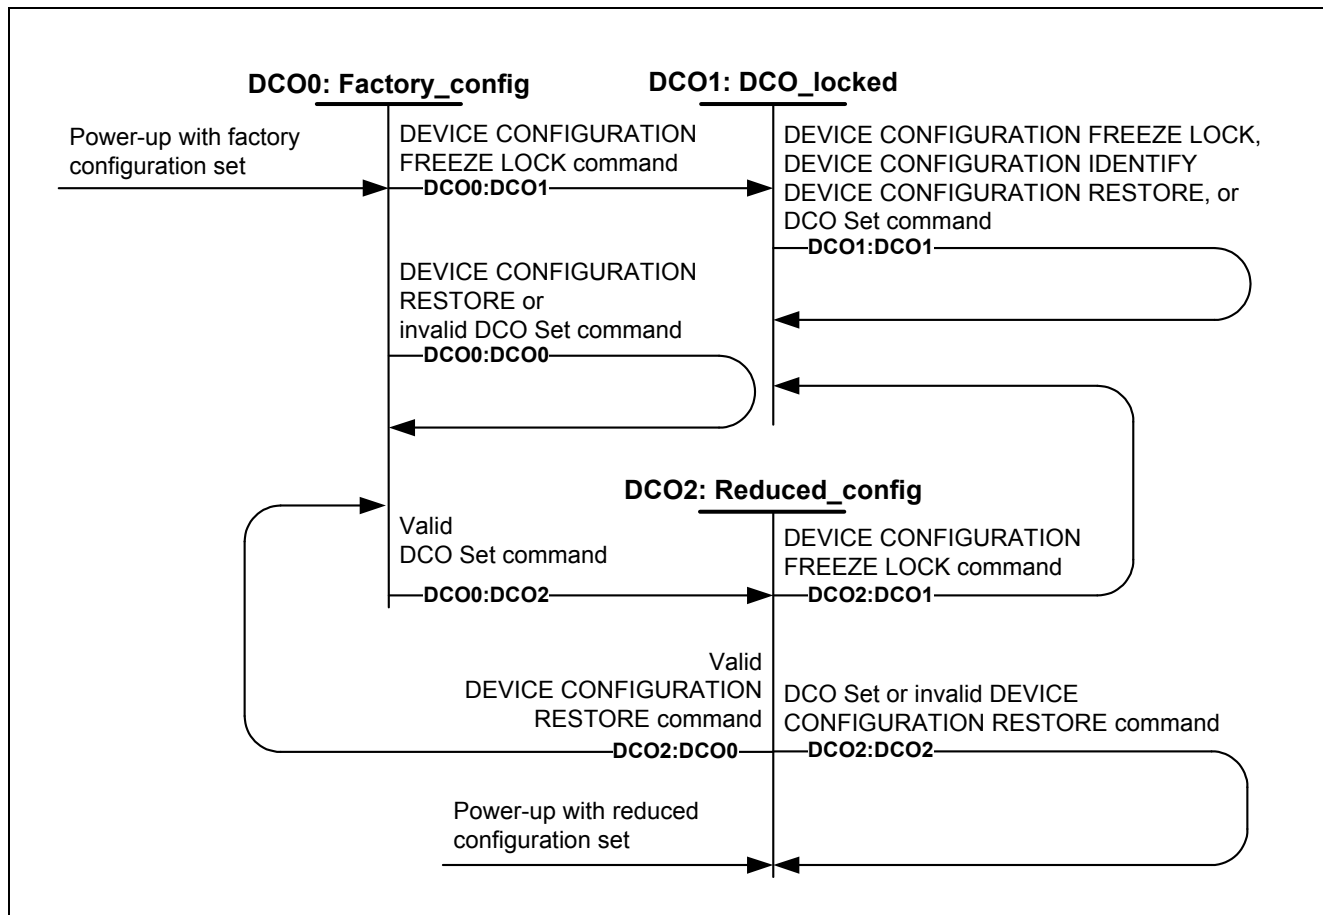 DCO0: Factory_config
DCO1: DCO_locked
Power-up with factory
configuration set
DEVICE CONFIGURATION
FREEZE LOCK command
DCO0:DCO1
DEVICE CONFIGURATION FREEZE LOCK,
DEVICE CONFIGURATION IDENTIFY
DEVICE CONFIGURATION RESTORE, or
DCO Set command
DCO1:DCO1
DEVICE CONFIGURATION
RESTORE or
invalid DCO Set command
DCO0:DCO0
DCO2: Reduced_config
Valid
DCO Set command
DCO0:DCO2
DEVICE CONFIGURATION
FREEZE LOCK command
DCO2:DCO1
Valid
DEVICE CONFIGURATION
RESTORE command
DCO2:DCO0
DCO Set or invalid DEVICE
CONFIGURATION RESTORE command
DCO2:DCO2
Power-up with reduced
configuration set